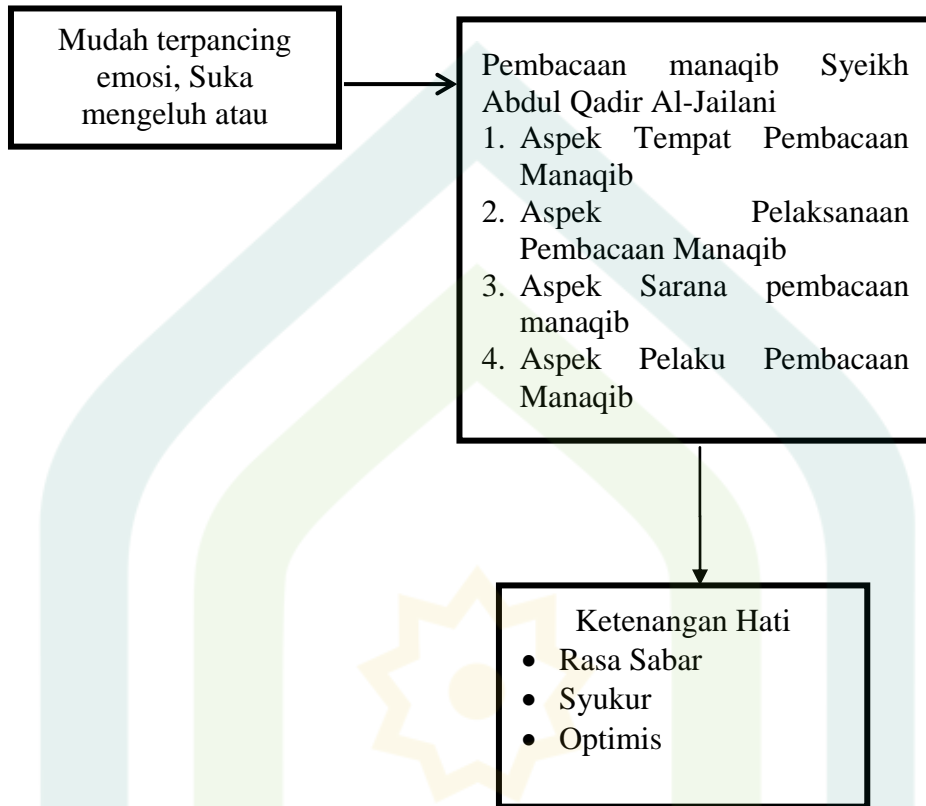 Mudah terpancing
emosi, Suka
mengeluh atau
Pembacaan manaqib Syeikh
Abdul Qadir Al-Jailani
1. Aspek Tempat Pembacaan
Manaqib
2. Aspek Pelaksanaan
Pembacaan Manaqib
3. Aspek Sarana pembacaan
manaqib
4. Aspek Pelaku Pembacaan
Manaqib
Ketenangan Hati
• Rasa Sabar
• Syukur
• Optimis